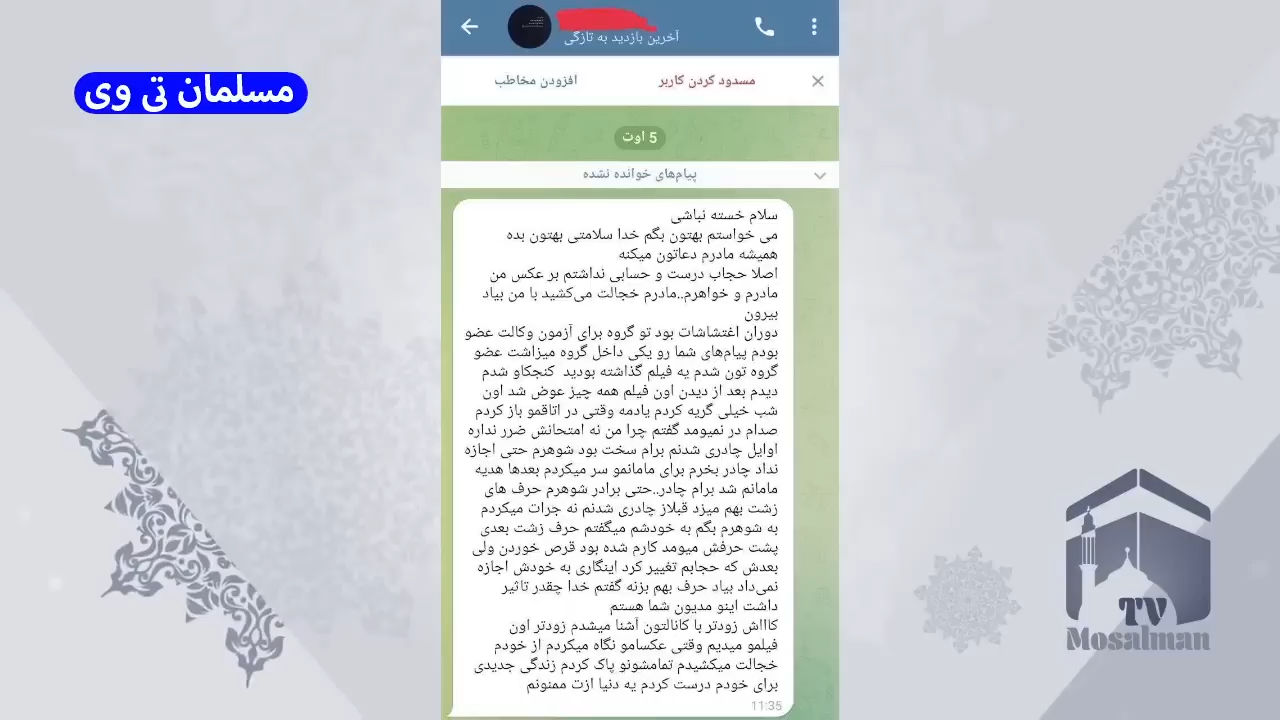 مسلمان تی وی
آخرین بازدید به تازگی
مسدود کردن کاربر
افزودن مخاطب
5 اوت
پیام‌های خوانده نشده
سلام خسته نباشی
می خواستم بهتون بگم خدا سلامتی بهتون بده
همیشه مادرم دعاتون میکنه
اصلا حجاب درست و حسابی نداشتم بر عکس من
مادرم و خواهرم..مادرم خجالت می‌کشید با من بیاد
بیرون
دوران اغتشاشات بود تو گروه برای آزمون وکالت عضو
بودم پیام‌های شما رو یکی داخل گروه میزاشت عضو
گروه تون شدم یه فیلم گذاشته بودید کنجکاو شدم
دیدم بعد از دیدن اون فیلم همه چیز عوض شد اون
شب خیلی گریه کردم یادمه وقتی در اتاقمو باز کردم
صدام در نمیومد گفتم چرا من نه امتحانش ضرر نداره
اوایل چادری شدنم برام سخت بود شوهرم حتی اجازه
نداد چادر بخرم برای مامانمو سر میکردم بعدها هدیه
مامانم شد برام چادر..حتی برادر شوهرم حرف های
زشت بهم میزد قبلاز چادری شدنم نه جرات میکردم
به شوهرم بگم به خودشم میگفتم حرف زشت بعدی
پشت حرفش میومد کارم شده بود قرص خوردن ولی
بعدش که حجابم تغییر کرد اینگاری به خودش اجازه
نمی‌داد بیاد حرف بهم بزنه گفتم خدا چقدر تاثیر
داشت اینو مدیون شما هستم
کاااش زودتر با کانالتون آشنا میشدم زودتر اون
فیلمو میدیم وقتی عکسامو نگاه میکردم از خودم
خجالت میکشیدم تمامشونو پاک کردم زندگی جدیدی
برای خودم درست کردم یه دنیا ازت ممنونم
11:35
TV
Mosalman